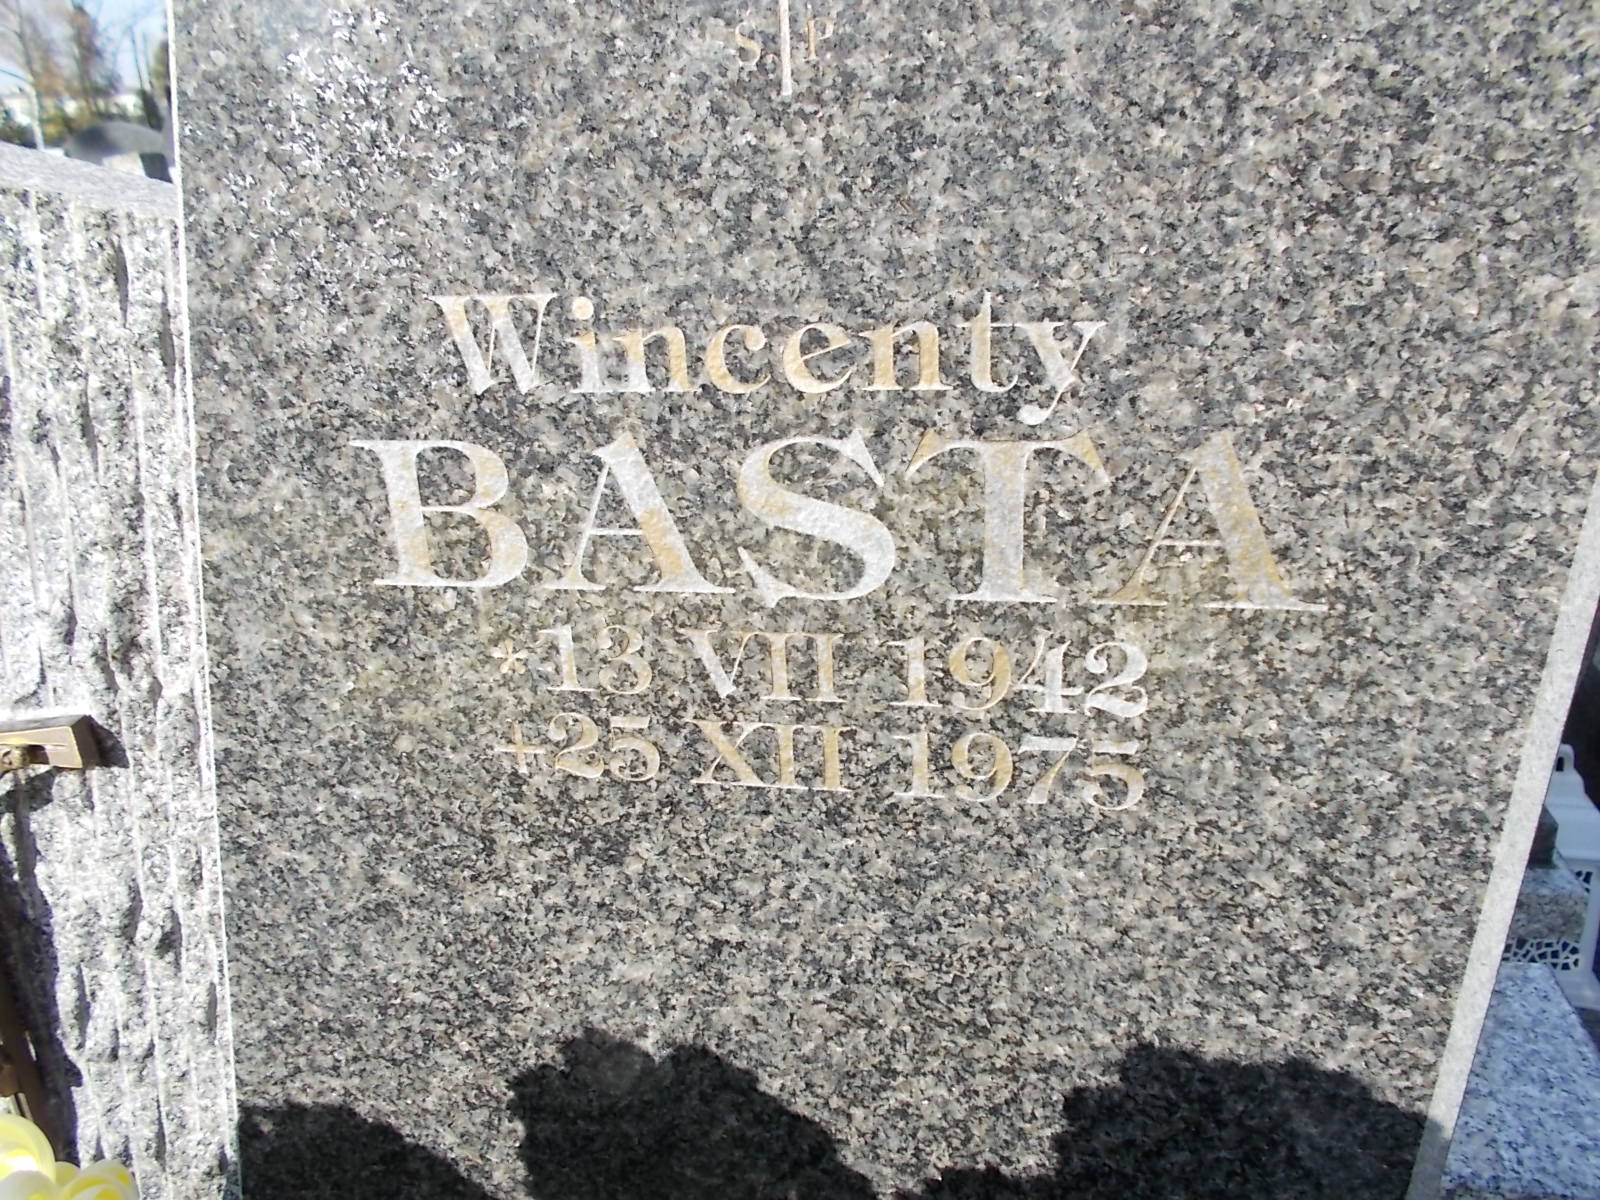 S. P
Wincenty
BASTA
*13 VII 1942
+25 XII 1975